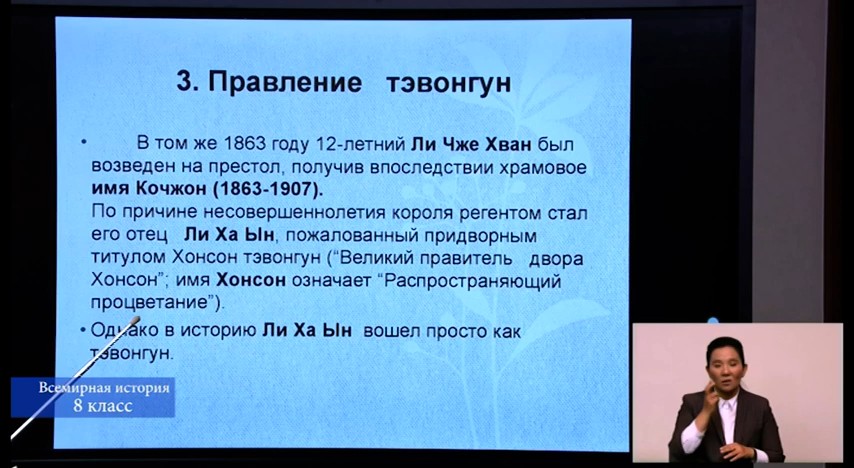 3. Правление тэвонгун
• В том же 1863 году 12-летний Ли Чже Хван был
возведен на престол, получив впоследствии храмовое
имя Кочжон (1863-1907).
По причине несовершеннолетия короля регентом стал
его отец Ли Ха Ын, пожалованный придворным
титулом Хонсон тэвонгун (“Великий правитель двора
Хонсон”; имя Хонсон означает “Распространяющий
процветание”).
• Однако в историю Ли Ха Ын вошел просто как
тэвонгун.
Всемирная история
8 класс